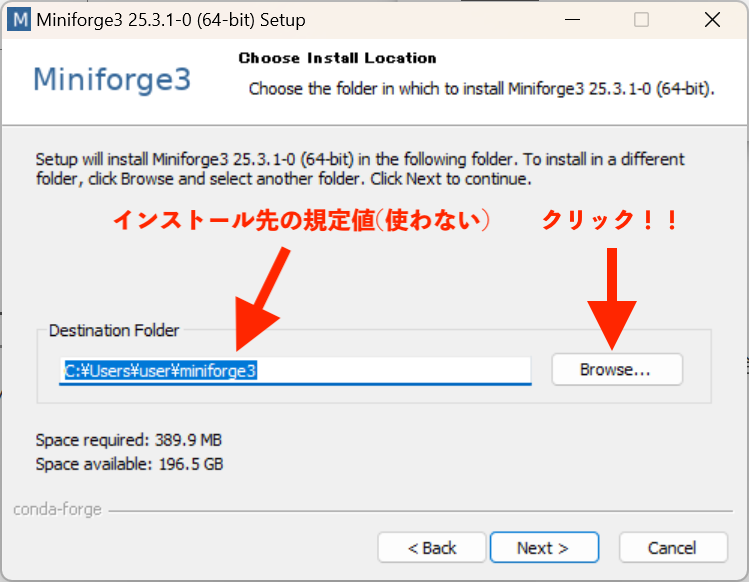 M Miniforge3 25.3.1-0 (64-bit) Setup
Miniforge3
Choose Install Location
Choose the folder in which to install Miniforge3 25.3.1-0 (64-bit).
Setup will install Miniforge3 25.3.1-0 (64-bit) in the following folder. To install in a different
folder, click Browse and select another folder. Click Next to continue.
インストール先の規定値(使わない)
クリック！！
Destination Folder
C:¥Users¥user¥miniforge3
Browse...
Space required: 389.9 MB
Space available: 196.5 GB
conda-forge
< Back
Next >
Cancel